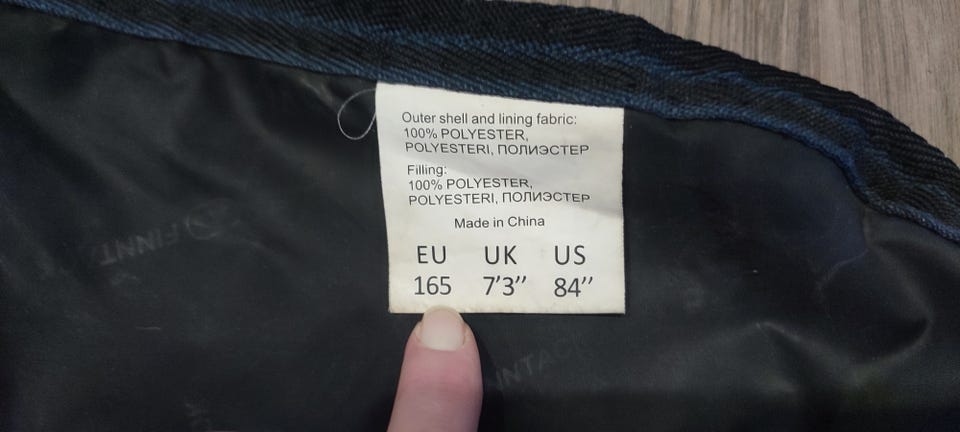 Outer shell and lining fabric:
100% POLYESTER,
POLYESTERI, ПОЛИЭСТЕР
Filling:
100% POLYESTER,
POLYESTERI, ПОЛИЭСТЕР
Made in China
EU UK US
165 7’3’’ 84’’